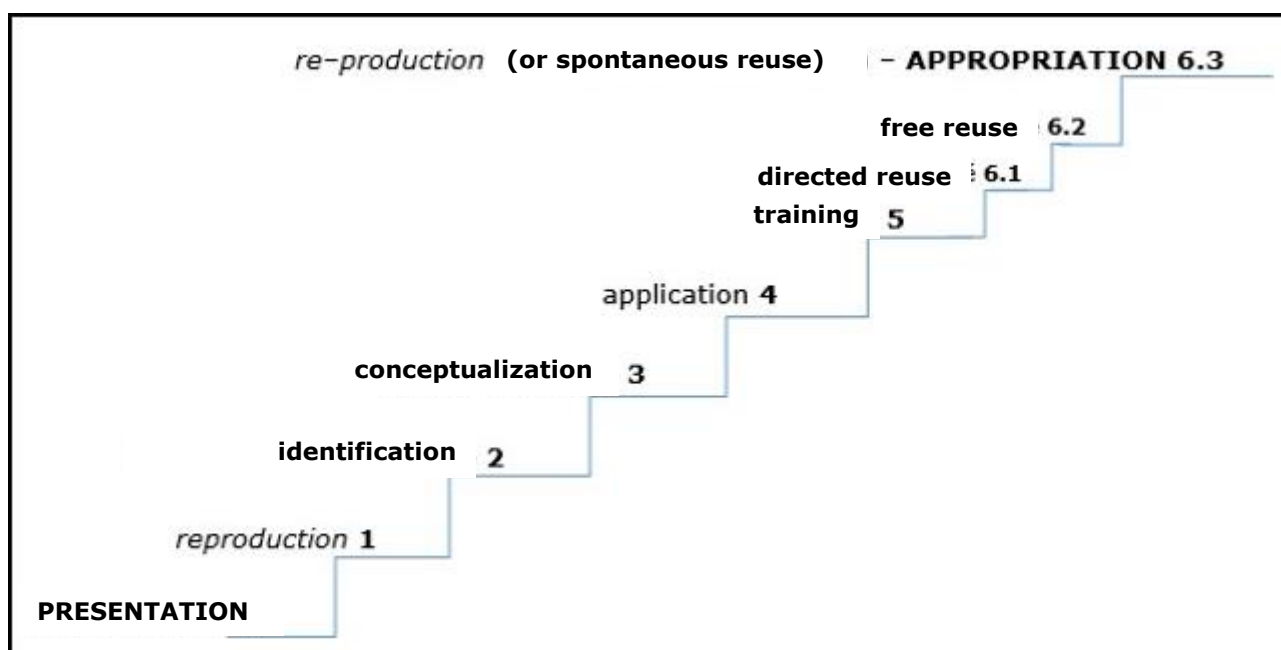 re-production (or spontaneous reuse) - APPROPRIATION 6.3
free reuse 6.2
directed reuse 6.1
training 5
application 4
conceptualization 3
identification 2
reproduction 1
PRESENTATION